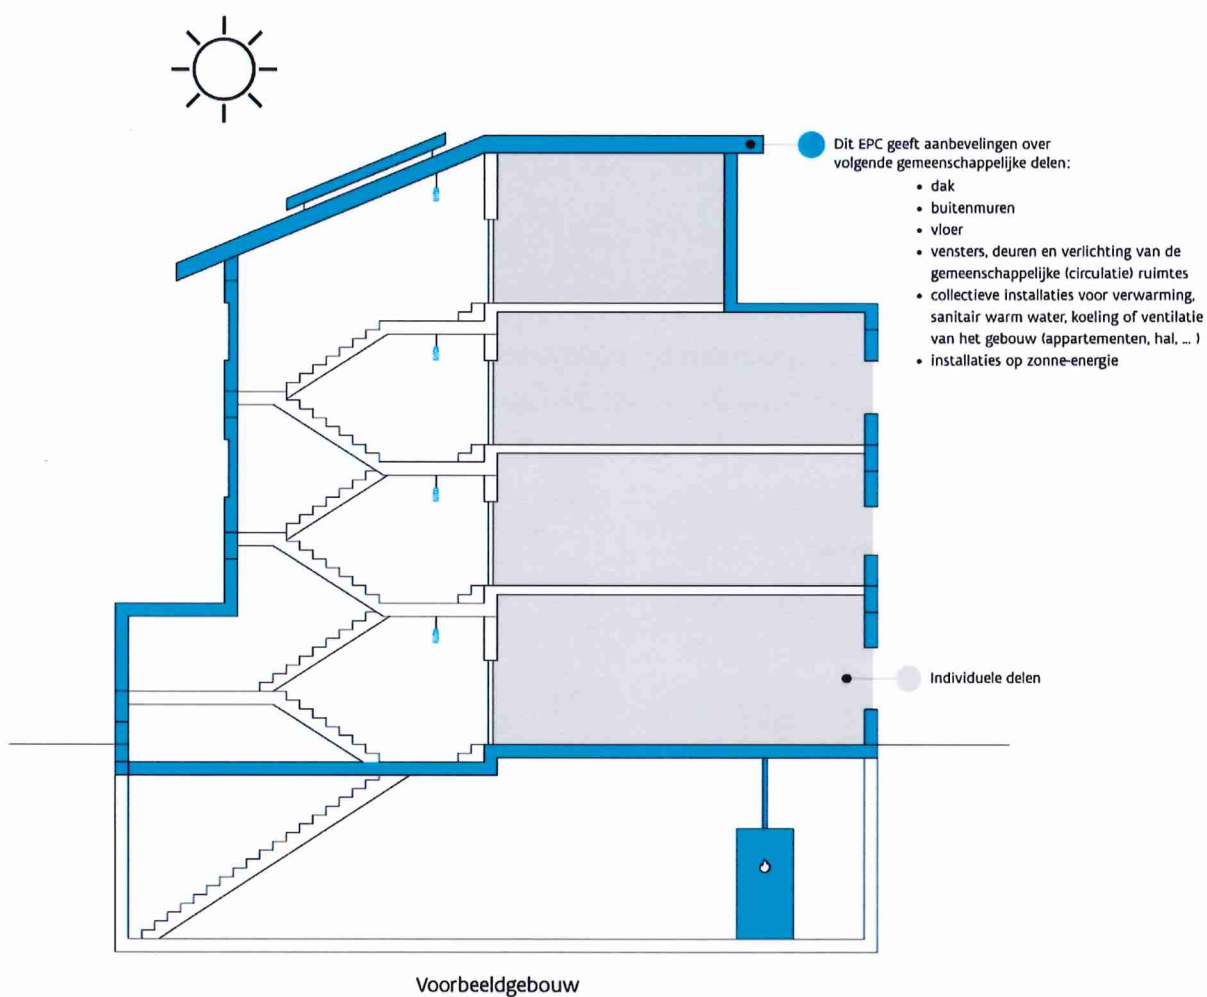 Dit EPC geeft aanbevelingen over
volgende gemeenschappelijke delen:
• dak
• buitenmuren
• vloer
• vensters, deuren en verlichting van de
gemeenschappelijke (circulatie) ruimtes
• collectieve installaties voor verwarming,
sanitair warm water, koeling of ventilatie
van het gebouw (appartementen, hal, ... )
• installaties op zonne-energie
Individuele delen
Voorbeeldgebouw